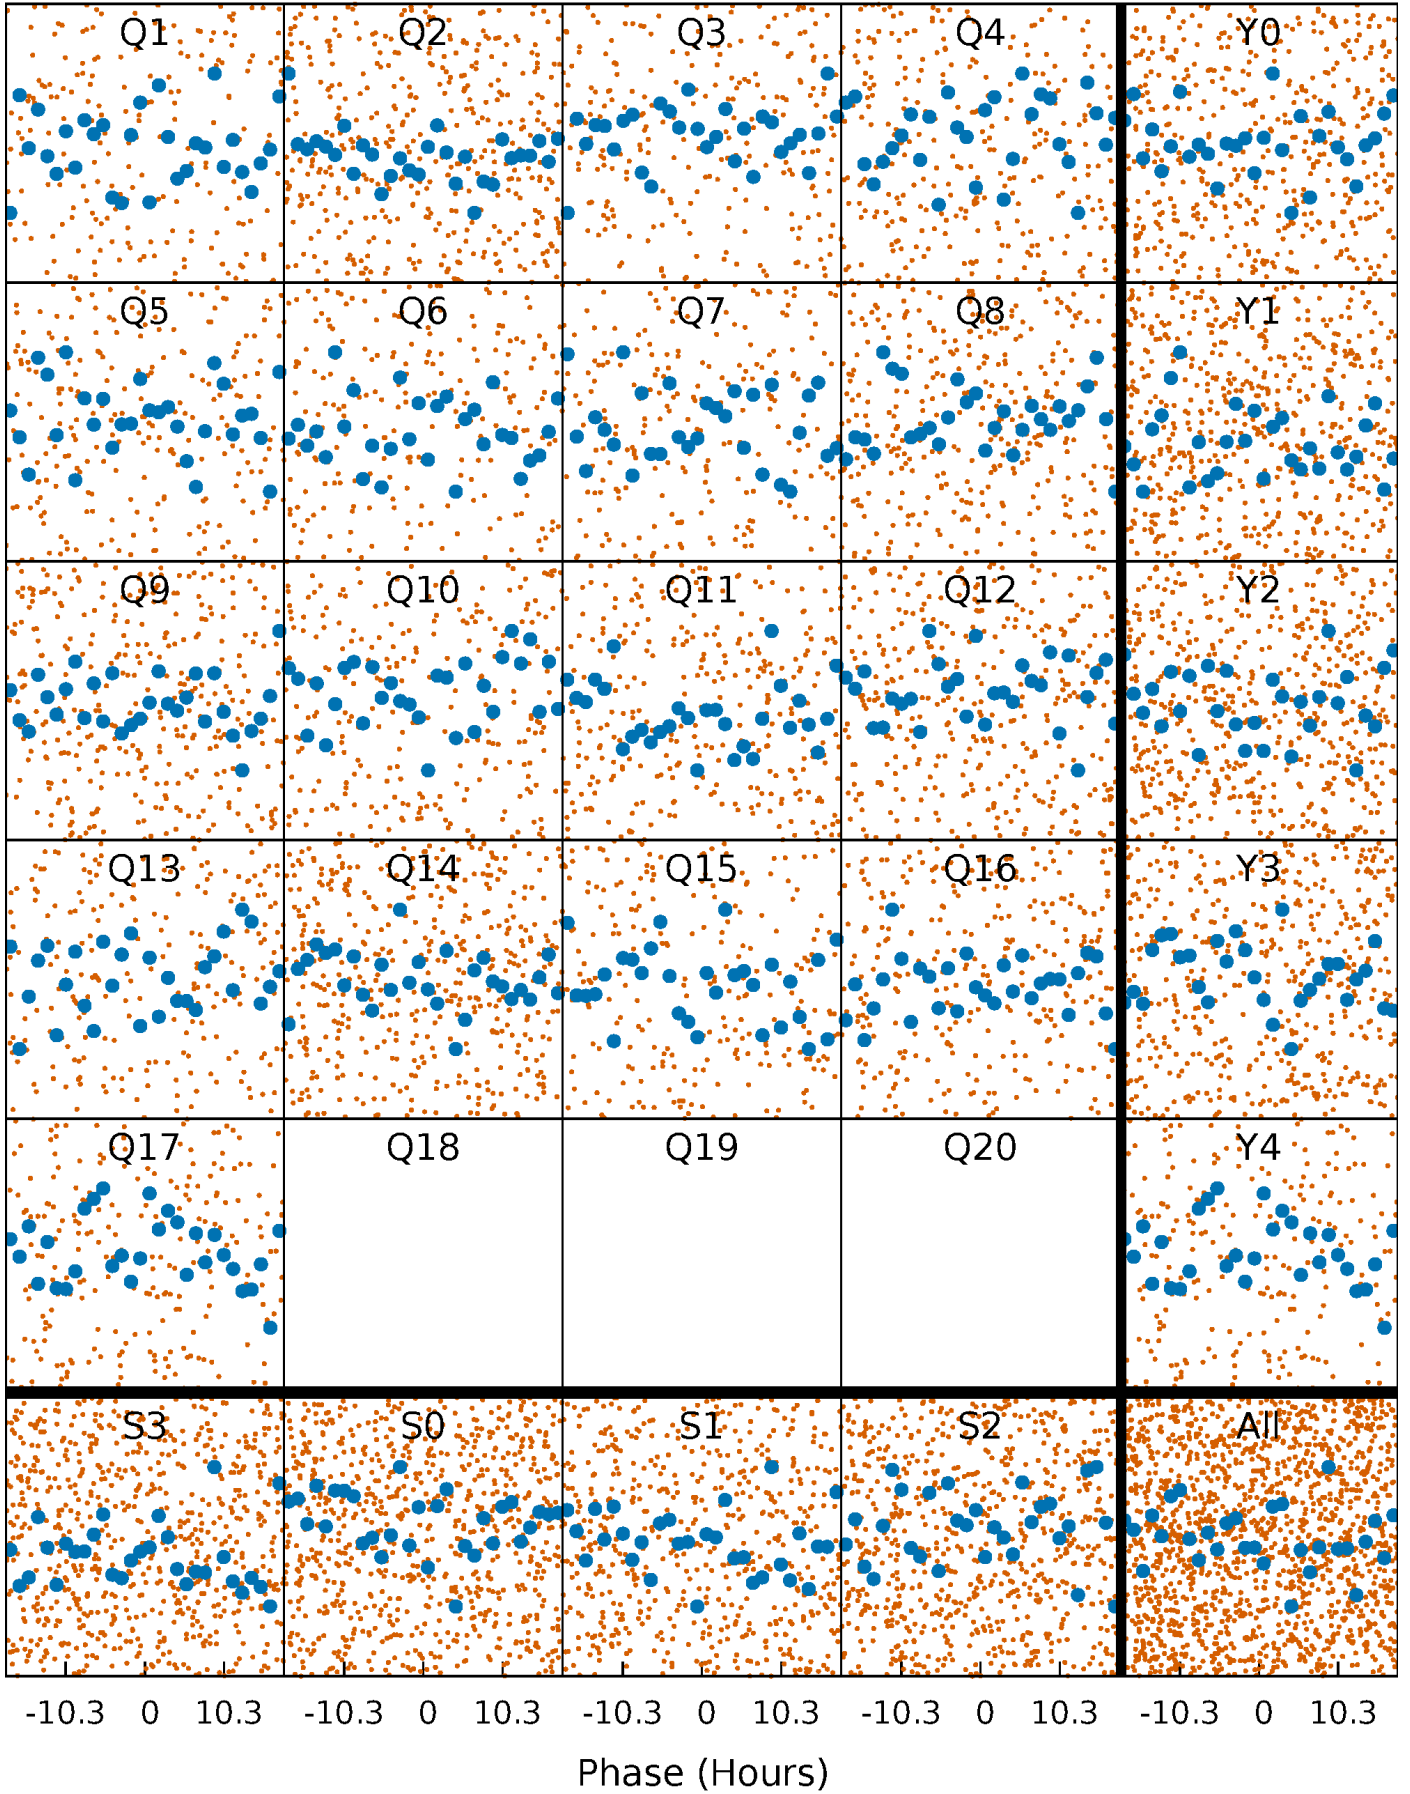 Q1 Q2 Q3 Q4 Y0
Q5 Q6 Q7 Q8 Y1
Q9 Q10 Q11 Q12 Y2
Q13 Q14 Q15 Q16 Y3
Q17 Q18 Q19 Q20 Y4
S3 S0 S1 S2 All
-10.3 0 10.3 -10.3 0 10.3 -10.3 0 10.3 -10.3 0 10.3 -10.3 0 10.3
Phase (Hours)